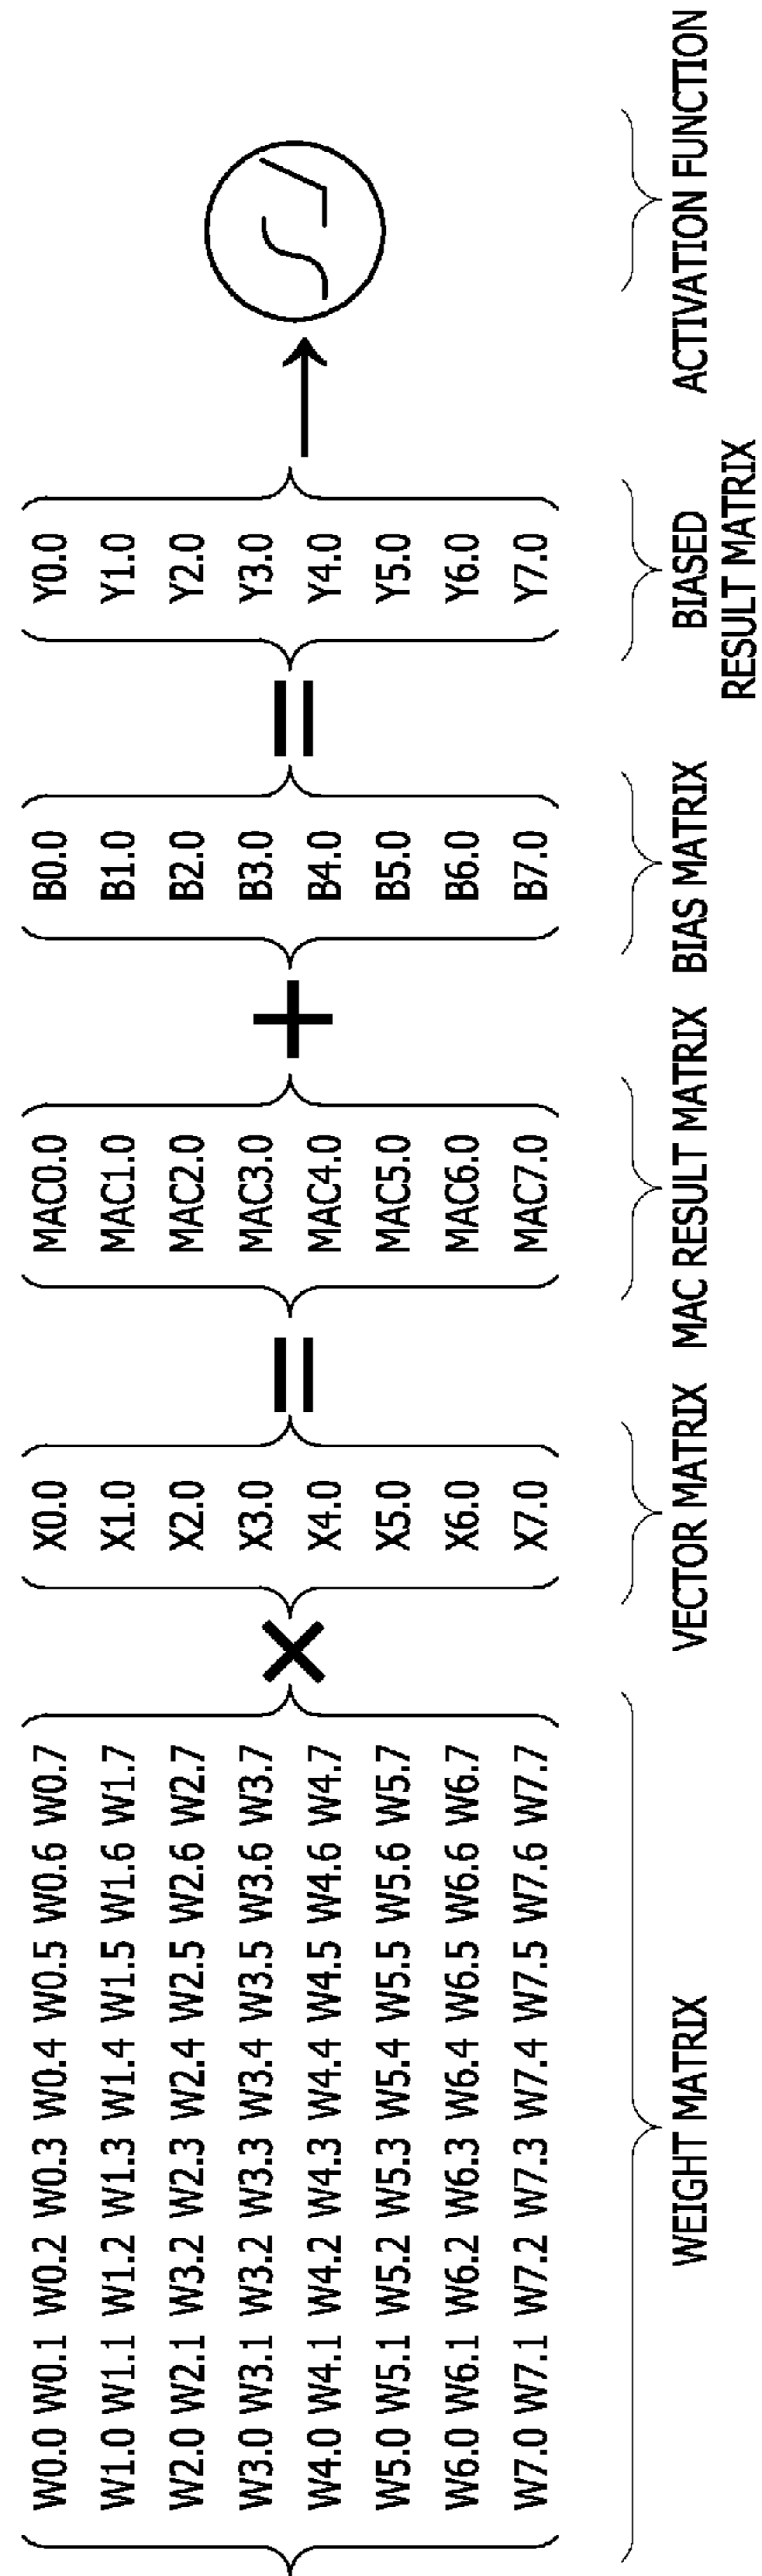 W0.0 W0.1 W0.2 W0.3 W0.4 W0.5 W0.6 W0.7
W1.0 W1.1 W1.2 W1.3 W1.4 W1.5 W1.6 W1.7
W2.0 W2.1 W3.2 W2.3 W2.4 W2.5 W2.6 W2.7
W3.0 W3.1 W3.2 W3.3 W3.4 W3.5 W3.6 W3.7
W4.0 W4.1 W4.2 W4.3 W4.4 W4.5 W4.6 W4.7
W5.0 W5.1 W5.2 W5.3 W5.4 W5.5 W5.6 W5.7
W6.0 W6.1 W6.2 W6.3 W6.4 W6.5 W6.6 W6.7
W7.0 W7.1 W7.2 W7.3 W7.4 W7.5 W7.6 W7.7
×
X0.0
X1.0
X2.0
X3.0
X4.0
X5.0
X6.0
X7.0
=
MAC0.0
MAC1.0
MAC2.0
MAC3.0
MAC4.0
MAC5.0
MAC6.0
MAC7.0
+
B0.0
B1.0
B2.0
B3.0
B4.0
B5.0
B6.0
B7.0
=
Y0.0
Y1.0
Y2.0
Y3.0
Y4.0
Y5.0
Y6.0
Y7.0
WEIGHT MATRIX
VECTOR MATRIX
MAC RESULT MATRIX
BIAS MATRIX
BIASED
RESULT MATRIX
ACTIVATION FUNCTION